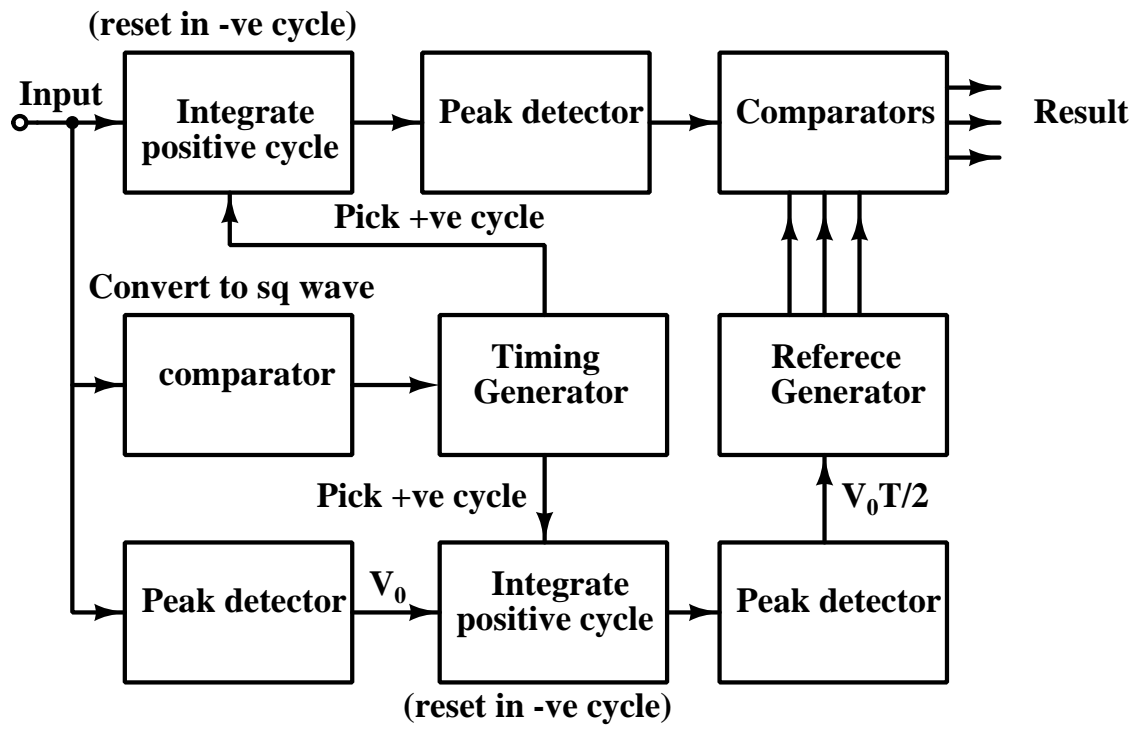 (reset in -ve cycle)
Input
Integrate
positive cycle
Peak detector
Comparators
Result
Pick +ve cycle
Convert to sq wave
comparator
Timing
Generator
Referece
Generator
Pick +ve cycle
V₀T/2
Peak detector
V₀
Integrate
positive cycle
Peak detector
(reset in -ve cycle)